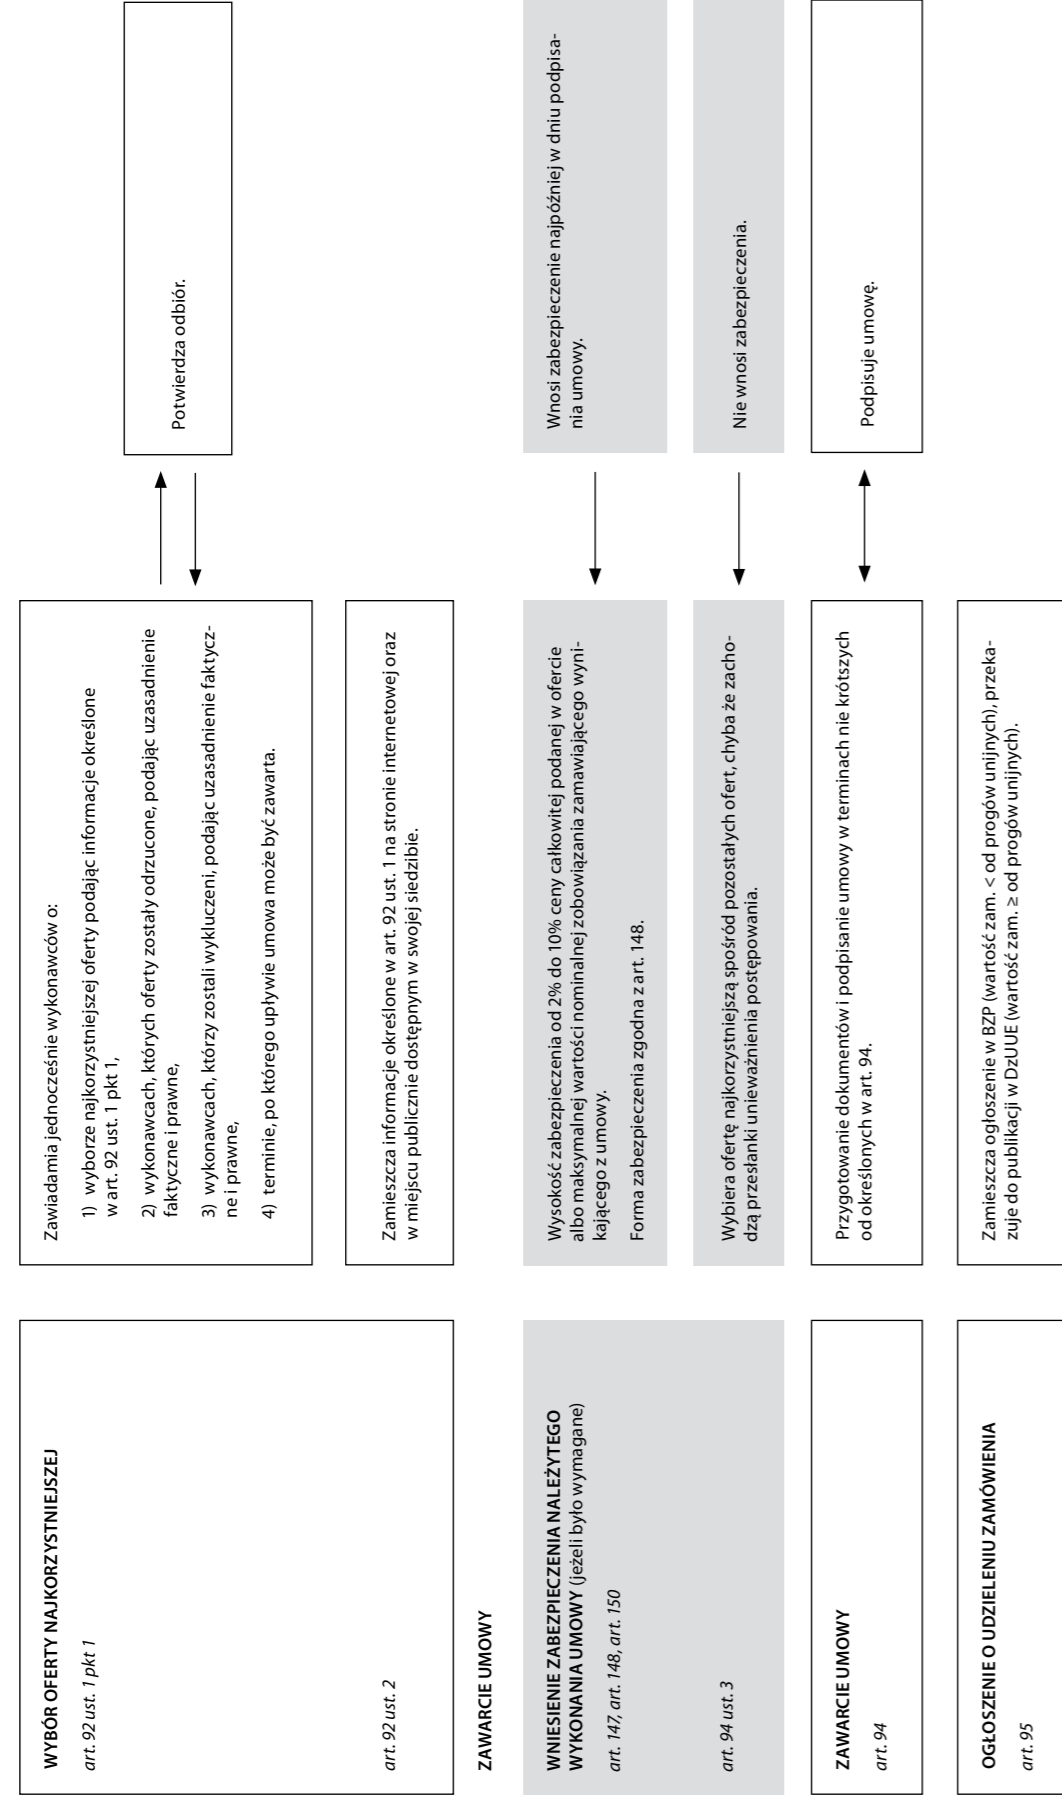 WYBÓR OFERTY NAJKORZYSTNIEJSZEJ
art. 92 ust. 1 pkt 1
Zawiadamia jednocześnie wykonawców o:
1) wyborze najkorzystniejszej oferty podając informacje określone
w art. 92 ust. 1 pkt 1,
2) wykonawcach, których oferty zostały odrzucone, podając uzasadnienie
faktyczne i prawne,
3) wykonawcach, którzy zostali wykluczeni, podając uzasadnienie faktycz-
ne i prawne,
4) terminie, po którego upływie umowa może być zawarta.
Potwierdza odbiór.
art. 92 ust. 2
Zamieszcza informacje określone w art. 92 ust. 1 na stronie internetowej oraz
w miejscu publicznie dostępnym w swojej siedzibie.
ZAWARCIE UMOWY
WNIESIENIE ZABEZPIECZENIA NALEŻYTEGO
WYKONANIA UMOWY (jeżeli było wymagane)
art. 147, art. 148, art. 150
Wysokość zabezpieczenia od 2% do 10% ceny całkowitej podanej w ofercie
albo maksymalnej wartości nominalnej zobowiązania zamawiającego wyni-
kającego z umowy.
Forma zabezpieczenia zgodna z art. 148.
Wnosi zabezpieczenie najpóźniej w dniu podpisa-
nia umowy.
art. 94 ust. 3
Wybiera ofertę najkorzystniejszą spośród pozostałych ofert, chyba że zacho-
dzą przesłanki unieważnienia postępowania.
Nie wnosi zabezpieczenia.
ZAWARCIE UMOWY
art. 94
Przygotowanie dokumentów i podpisanie umowy w terminach nie krótszych
od określonych w art. 94.
Podpisuje umowę.
OGŁOSZENIE O UDZIELENIU ZAMÓWIENIA
art. 95
Zamieszcza ogłoszenie w BZP (wartość zam. < od progów unijnych), przeka-
zuje do publikacji w DzUUE (wartość zam. ≥ od progów unijnych).